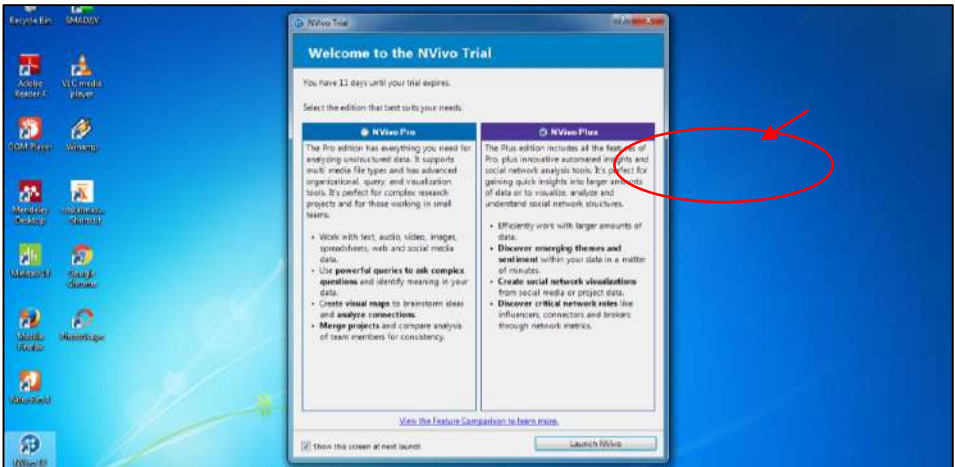 Recycle Bin
SMADAV
NVivo Trial
Welcome to the NVivo Trial
You have 11 days until your trial expires.
Select the edition that best suits your needs.
NVivo Pro
The Pro edition has everything you need for
analyzing unstructured data. It supports
multi media file types and has advanced
organizational, query, and visualization
tools. It's perfect for complex research
projects and for those working in small
teams.
• Work with text, audio, video, images,
spreadsheets, web and social media
data.
• Use powerful queries to ask complex
questions and identify meaning in your
data.
• Create visual maps to brainstorm ideas
and analyze connections.
• Merge projects and compare analysis
of team members for consistency.
NVivo Plus
The Plus edition includes all the features of
Pro, plus innovative automated insights and
social network analysis tools. It's perfect for
gaining quick insights into larger amounts
of data or to visualize, analyze and
understand social network structures.
• Efficiently work with larger amounts of
data.
• Discover emerging themes and
sentiment within your data in a matter
of minutes.
• Create social network visualizations
from social media or project data.
• Discover critical network roles like
influencers, connectors and brokers
through network metrics.
View the Feature Comparison to learn more.
Show this screen at next launch
Launch NVivo
Adobe
Reader X
VLC media
player
GOM Player
Winamp
Mendeley
Desktop
Shortcut
Google
Chrome
Mozilla
Firefox